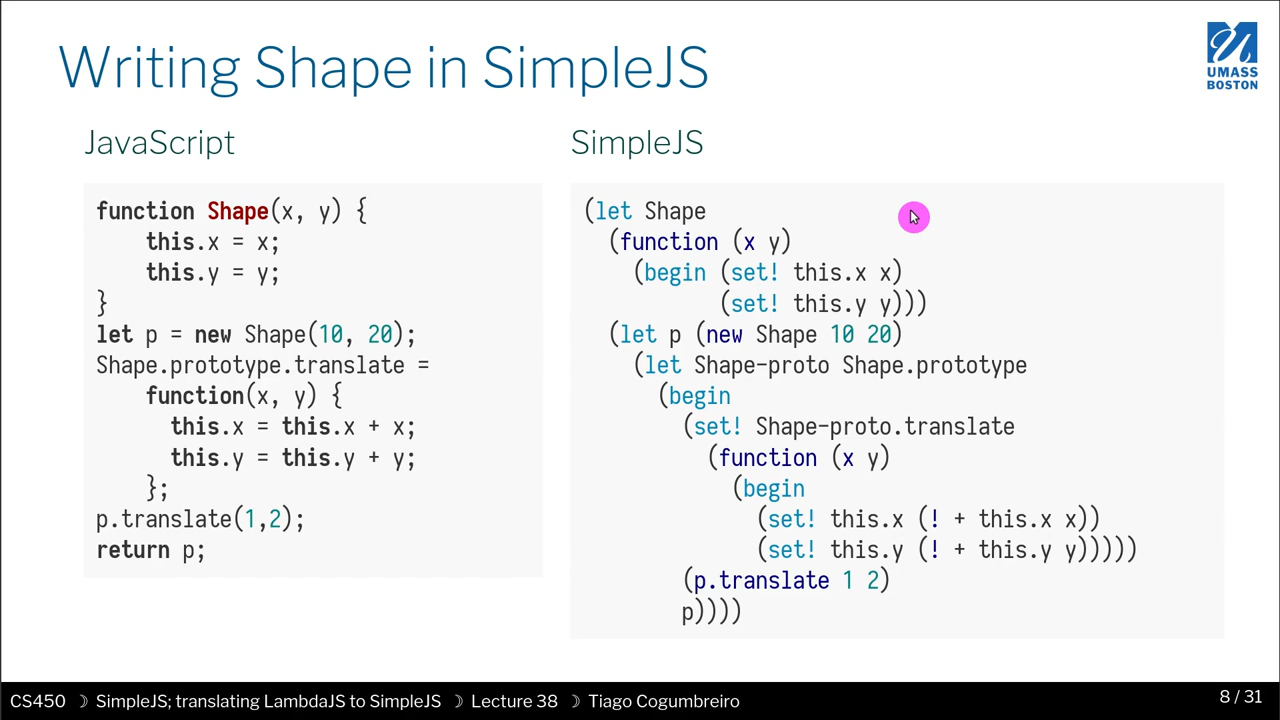 Writing Shape in SimpleJS
UMASS
BOSTON
JavaScript
function Shape(x, y) {
    this.x = x;
    this.y = y;
}
let p = new Shape(10, 20);
Shape.prototype.translate =
    function(x, y) {
      this.x = this.x + x;
      this.y = this.y + y;
    };
p.translate(1,2);
return p;
SimpleJS
(let Shape
  (function (x y)
    (begin (set! this.x x)
           (set! this.y y)))
  (let p (new Shape 10 20)
    (let Shape-proto Shape.prototype
      (begin
        (set! Shape-proto.translate
          (function (x y)
            (begin
              (set! this.x (! + this.x x))
              (set! this.y (! + this.y y)))))
        (p.translate 1 2)
        p))))
CS450 ☽ SimpleJS; translating LambdaJS to SimpleJS ☽ Lecture 38 ☽ Tiago Cogumbreiro
8 / 31